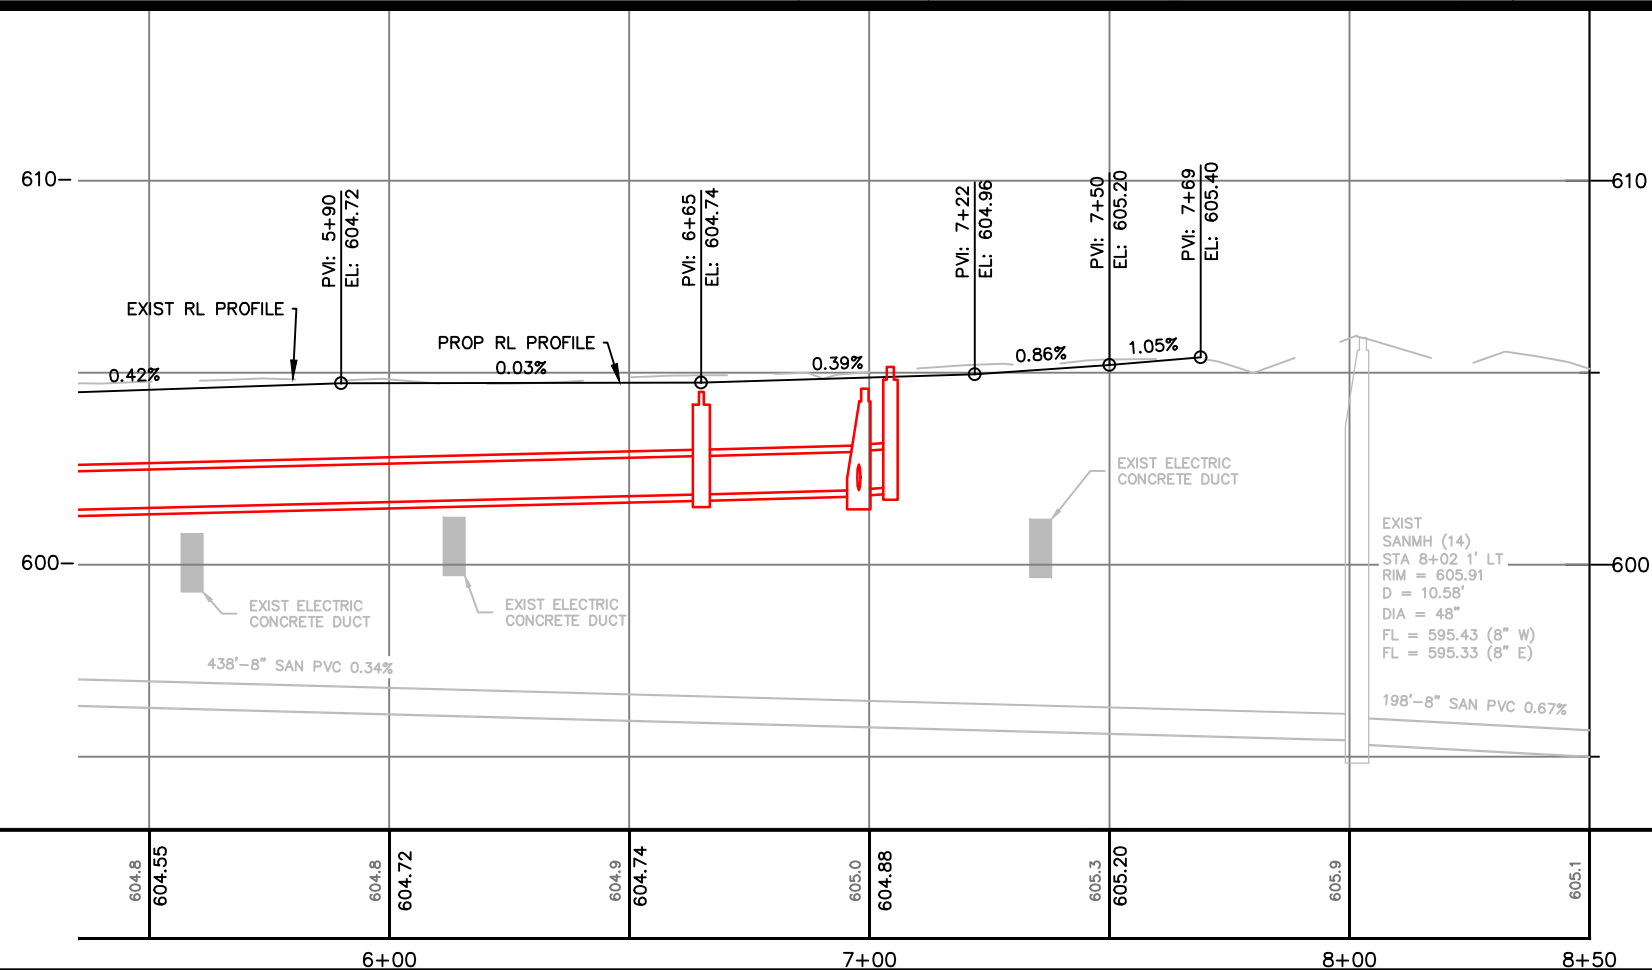 610
610
PVI: 5+90
EL: 604.72
PVI: 6+65
EL: 604.74
PVI: 7+22
EL: 604.96
PVI: 7+50
EL: 605.20
PVI: 7+69
EL: 605.40
EXIST RL PROFILE
PROP RL PROFILE
0.42%
0.03%
0.39%
0.86%
1.05%
EXIST ELECTRIC
CONCRETE DUCT
600
600
EXIST ELECTRIC
CONCRETE DUCT
EXIST ELECTRIC
CONCRETE DUCT
EXIST
SANMH (14)
STA 8+02 1' LT
RIM = 605.91
D = 10.58'
DIA = 48"
FL = 595.43 (8" W)
FL = 595.33 (8" E)
438'-8" SAN PVC 0.34%
198'-8" SAN PVC 0.67%
604.8
604.55
604.8
604.72
604.9
604.74
605.0
604.88
605.3
605.20
605.9
605.1
6+00
7+00
8+00
8+50